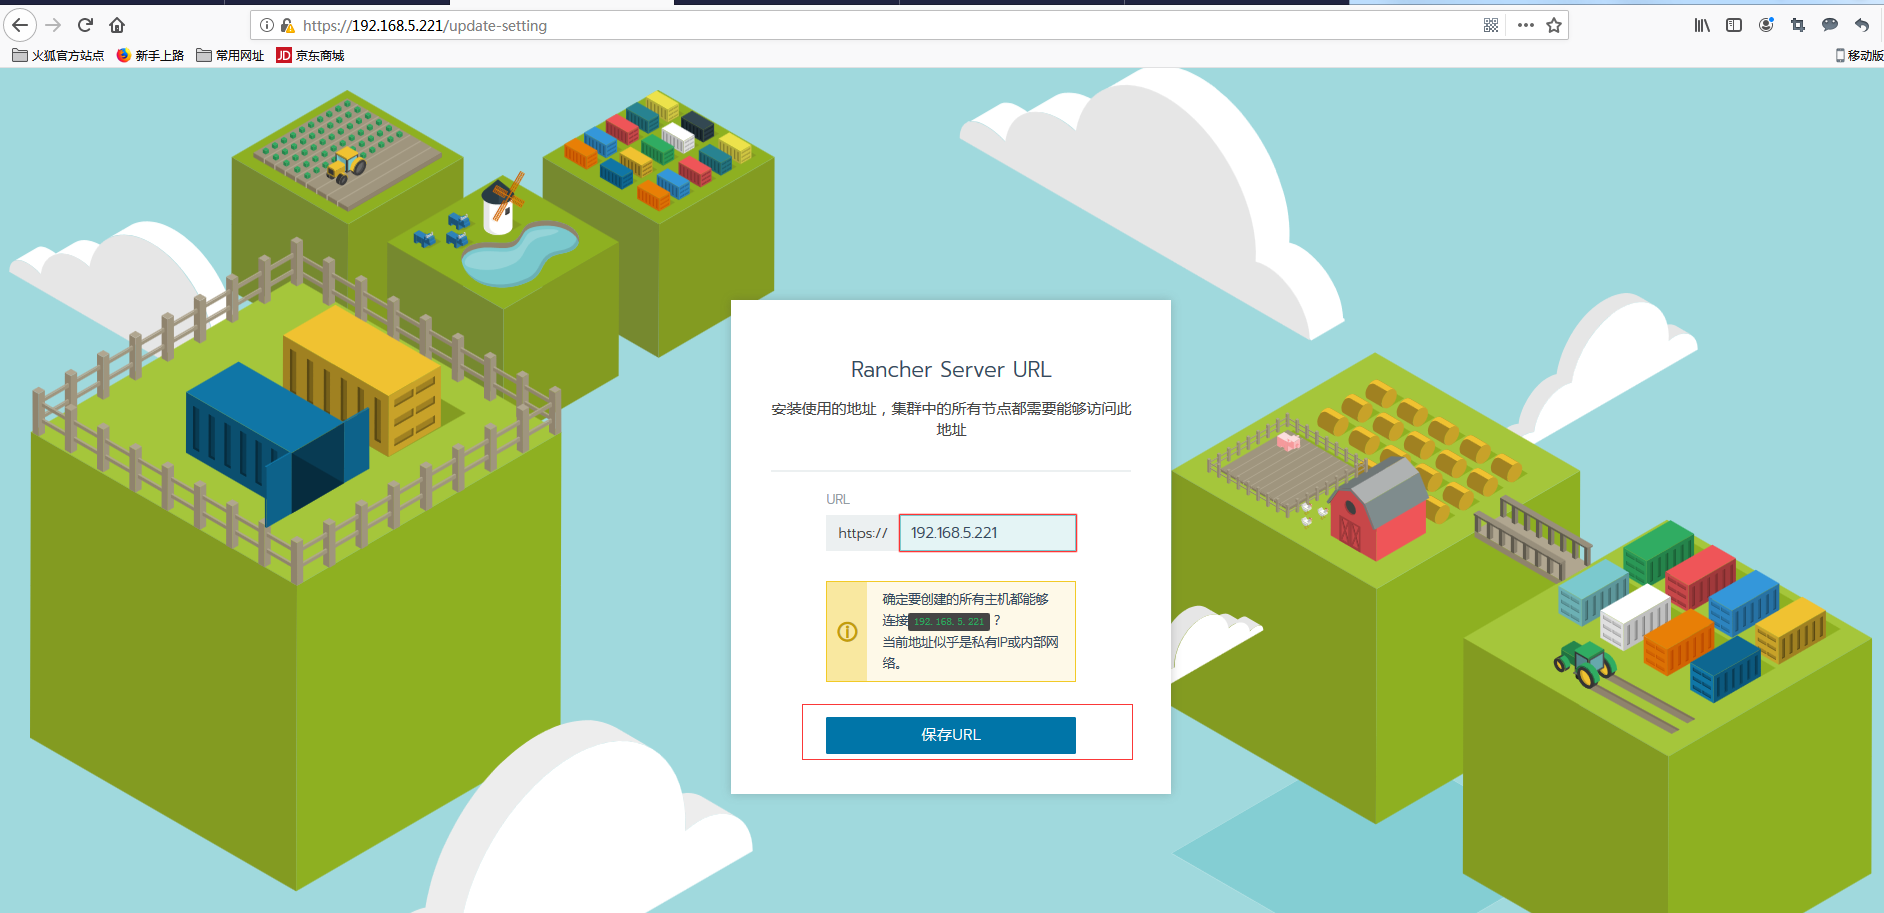 https://192.168.5.221/update-setting
火狐官方站点 新手上路 常用网址 JD 京东商城 移动版
Rancher Server URL
安装使用的地址，集群中的所有节点都需要能够访问此
地址
URL
https:// 192.168.5.221
确定要创建的所有主机都能够
连接 192.168.5.221 ？
当前地址似乎是私有IP或内部网
络。
保存URL